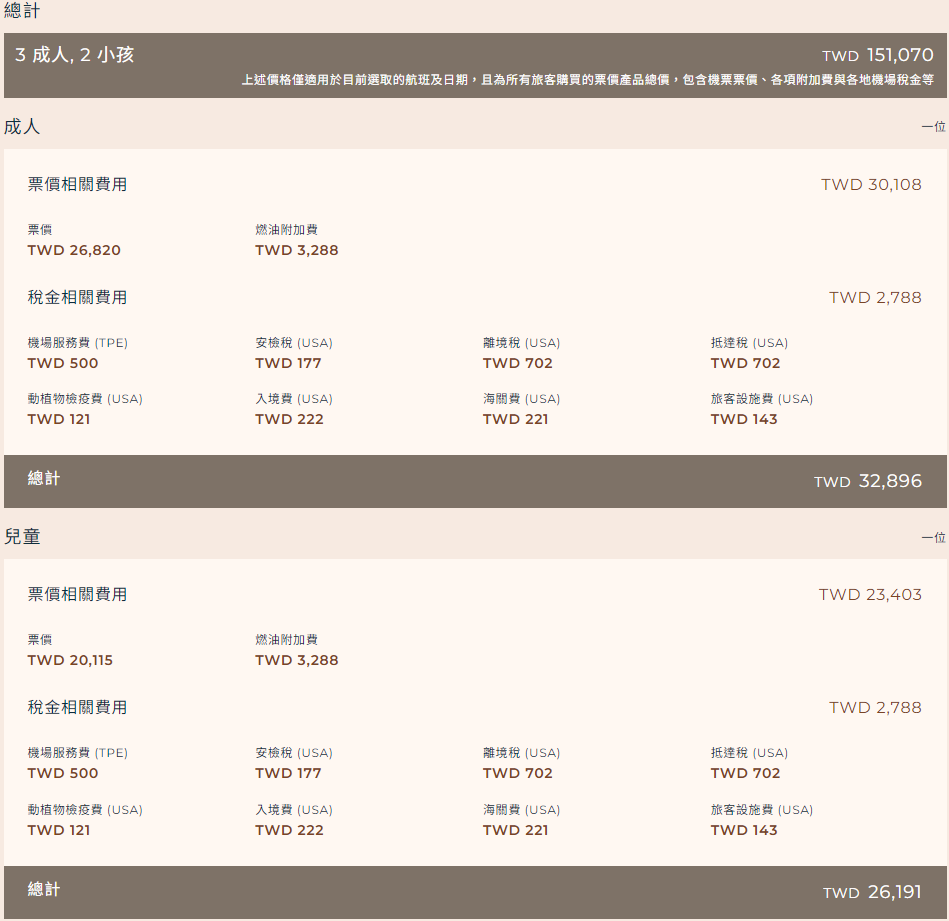 總計
3 成人, 2 小孩 TWD 151,070
上述價格僅適用於目前選取的航班及日期，且為所有旅客購買的票價產品總價，包含機票票價、各項附加費與各地機場稅金等
成人 一位
票價相關費用 TWD 30,108
票價 燃油附加費
TWD 26,820 TWD 3,288
稅金相關費用 TWD 2,788
機場服務費 (TPE) 安檢稅 (USA) 離境稅 (USA) 抵達稅 (USA)
TWD 500 TWD 177 TWD 702 TWD 702
動植物檢疫費 (USA) 入境費 (USA) 海關費 (USA) 旅客設施費 (USA)
TWD 121 TWD 222 TWD 221 TWD 143
總計 TWD 32,896
兒童 一位
票價相關費用 TWD 23,403
票價 燃油附加費
TWD 20,115 TWD 3,288
稅金相關費用 TWD 2,788
機場服務費 (TPE) 安檢稅 (USA) 離境稅 (USA) 抵達稅 (USA)
TWD 500 TWD 177 TWD 702 TWD 702
動植物檢疫費 (USA) 入境費 (USA) 海關費 (USA) 旅客設施費 (USA)
TWD 121 TWD 222 TWD 221 TWD 143
總計 TWD 26,191